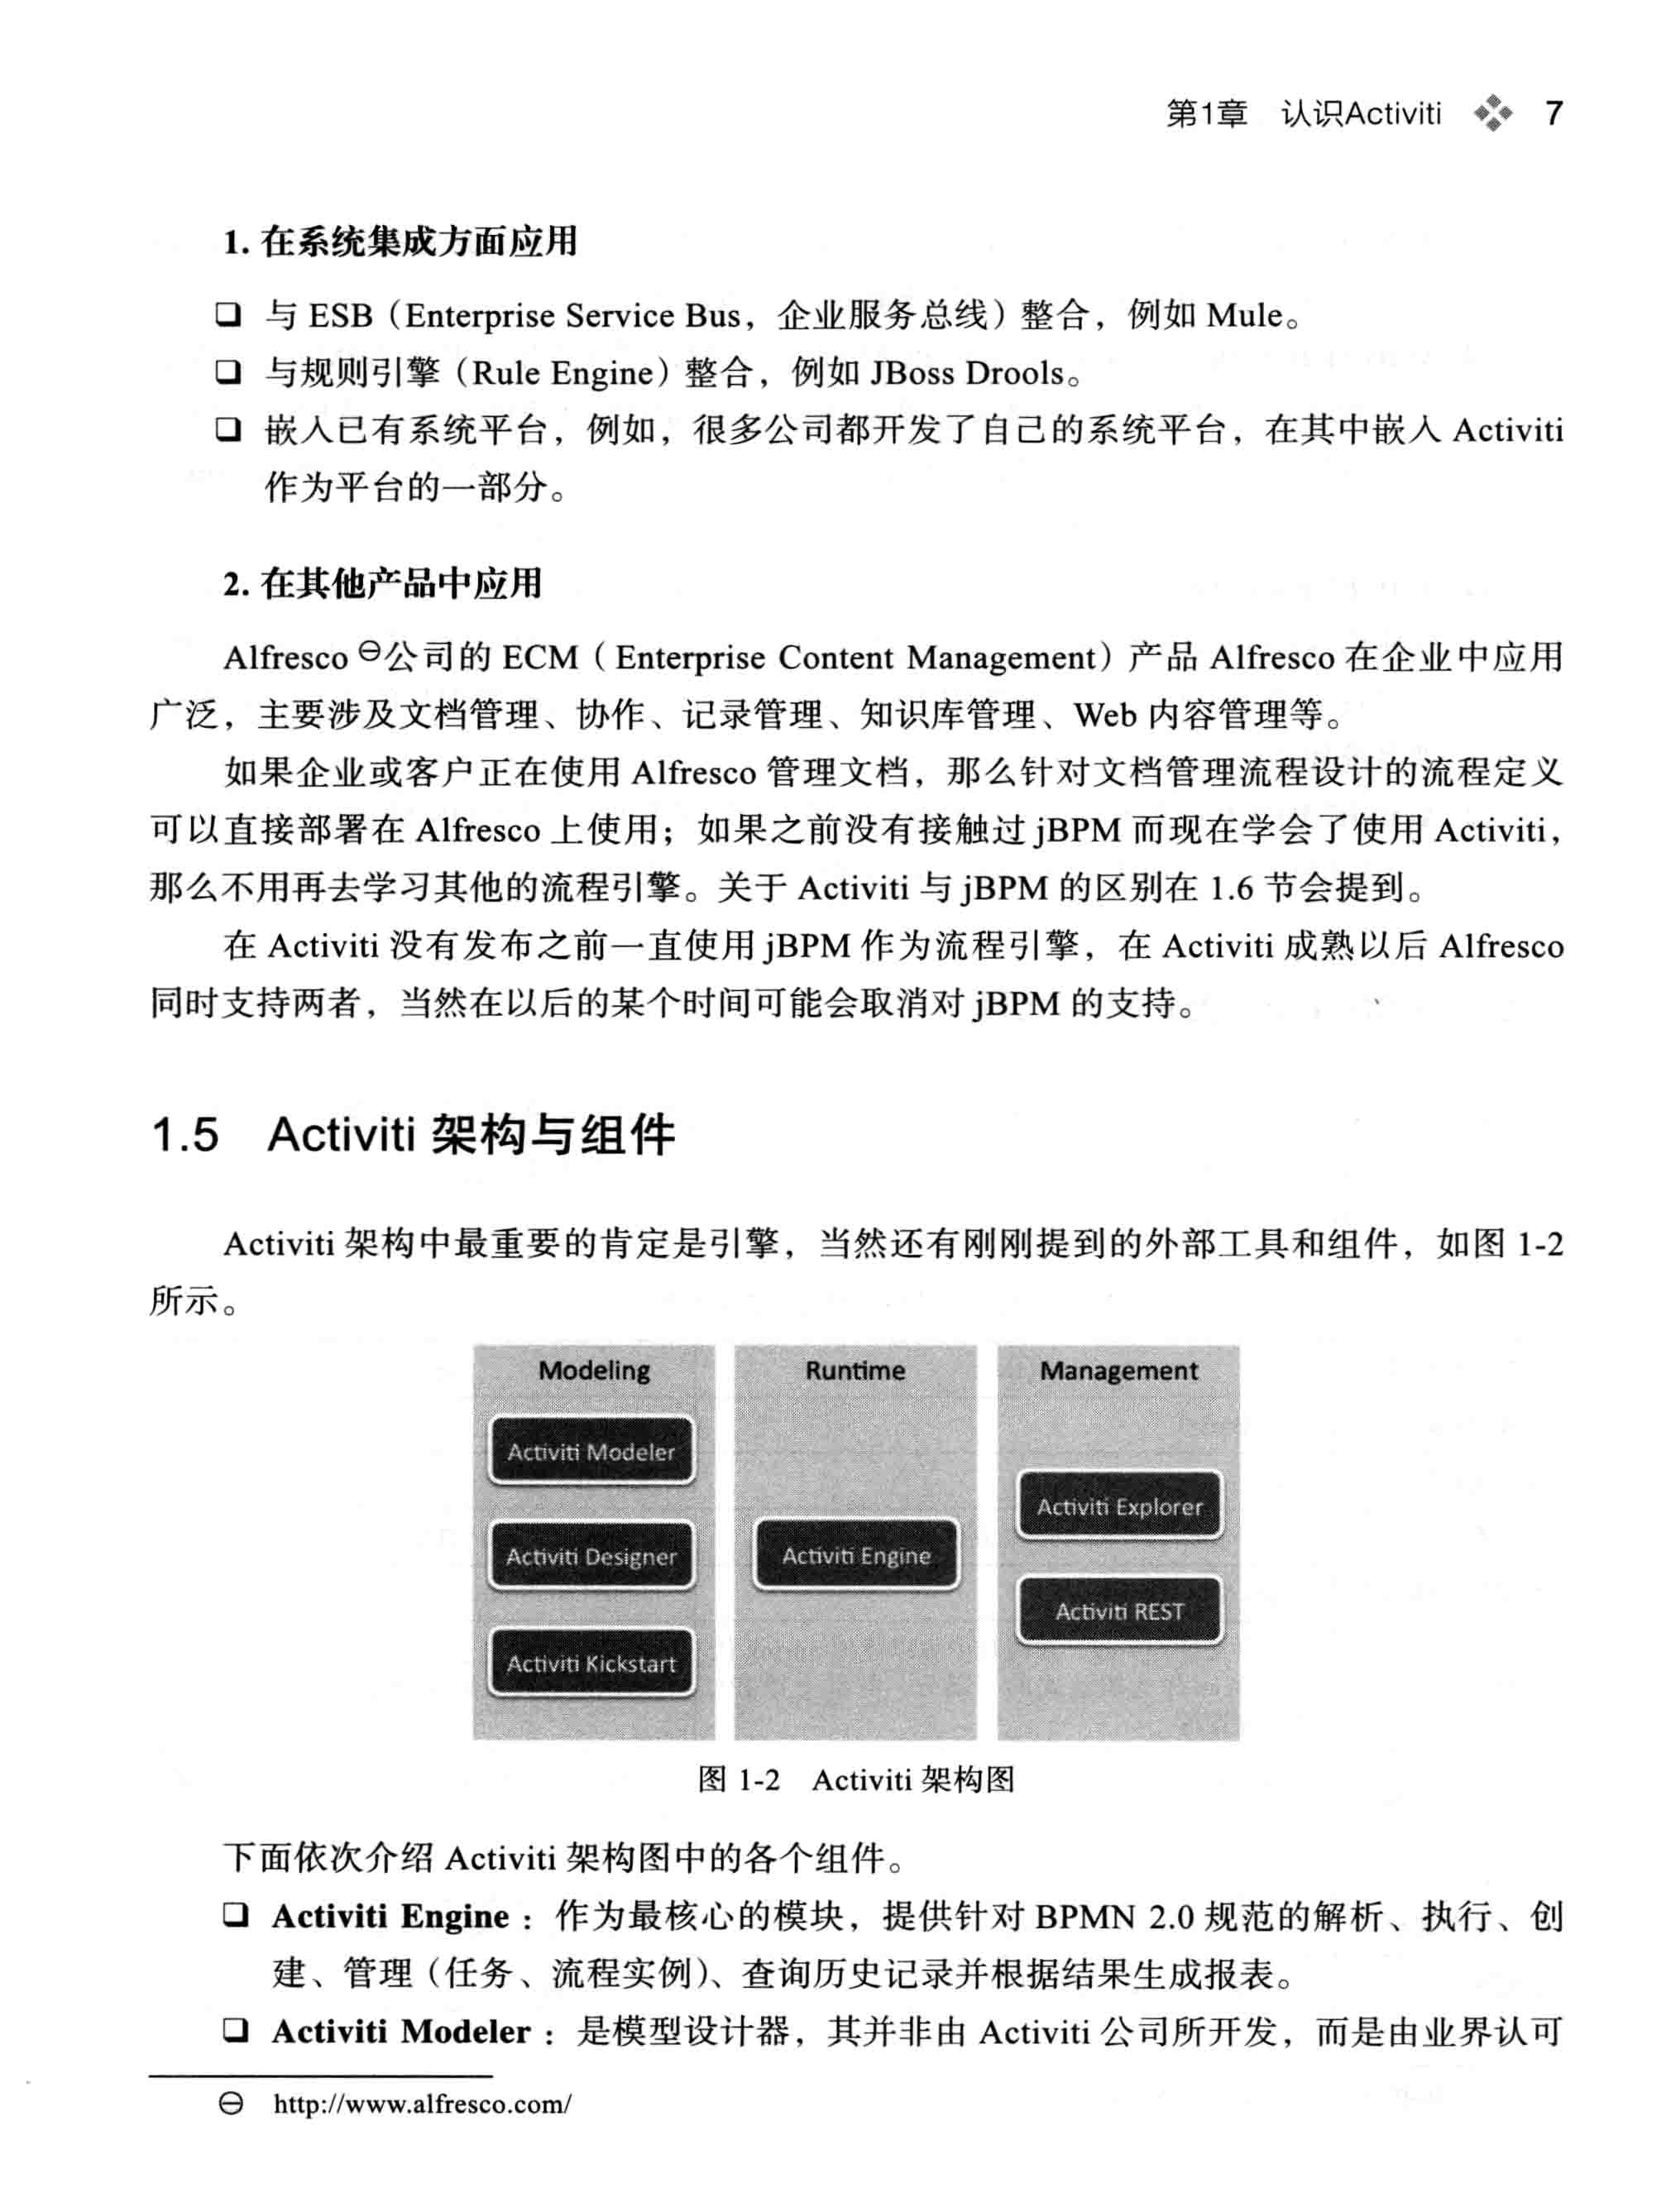 第1章 认识Activiti 7
1. 在系统集成方面应用
❑ 与 ESB（Enterprise Service Bus，企业服务总线）整合，例如 Mule。
❑ 与规则引擎（Rule Engine）整合，例如 JBoss Drools。
❑ 嵌入已有系统平台，例如，很多公司都开发了自己的系统平台，在其中嵌入 Activiti
作为平台的一部分。
2. 在其他产品中应用
Alfresco ⊖公司的 ECM（Enterprise Content Management）产品 Alfresco 在企业中应用
广泛，主要涉及文档管理、协作、记录管理、知识库管理、Web 内容管理等。
如果企业或客户正在使用 Alfresco 管理文档，那么针对文档管理流程设计的流程定义
可以直接部署在 Alfresco 上使用；如果之前没有接触过 jBPM 而现在学会了使用 Activiti，
那么不用再去学习其他的流程引擎。关于 Activiti 与 jBPM 的区别在 1.6 节会提到。
在 Activiti 没有发布之前一直使用 jBPM 作为流程引擎，在 Activiti 成熟以后 Alfresco
同时支持两者，当然在以后的某个时间可能会取消对 jBPM 的支持。
1.5 Activiti 架构与组件
Activiti 架构中最重要的肯定是引擎，当然还有刚刚提到的外部工具和组件，如图 1-2
所示。
Modeling
Activiti Modeler
Activiti Designer
Activiti Kickstart
Runtime
Activiti Engine
Management
Activiti Explorer
Activiti REST
图 1-2 Activiti 架构图
下面依次介绍 Activiti 架构图中的各个组件。
❑ Activiti Engine：作为最核心的模块，提供针对 BPMN 2.0 规范的解析、执行、创
建、管理（任务、流程实例）、查询历史记录并根据结果生成报表。
❑ Activiti Modeler：是模型设计器，其并非由 Activiti 公司所开发，而是由业界认可
⊖ http://www.alfresco.com/